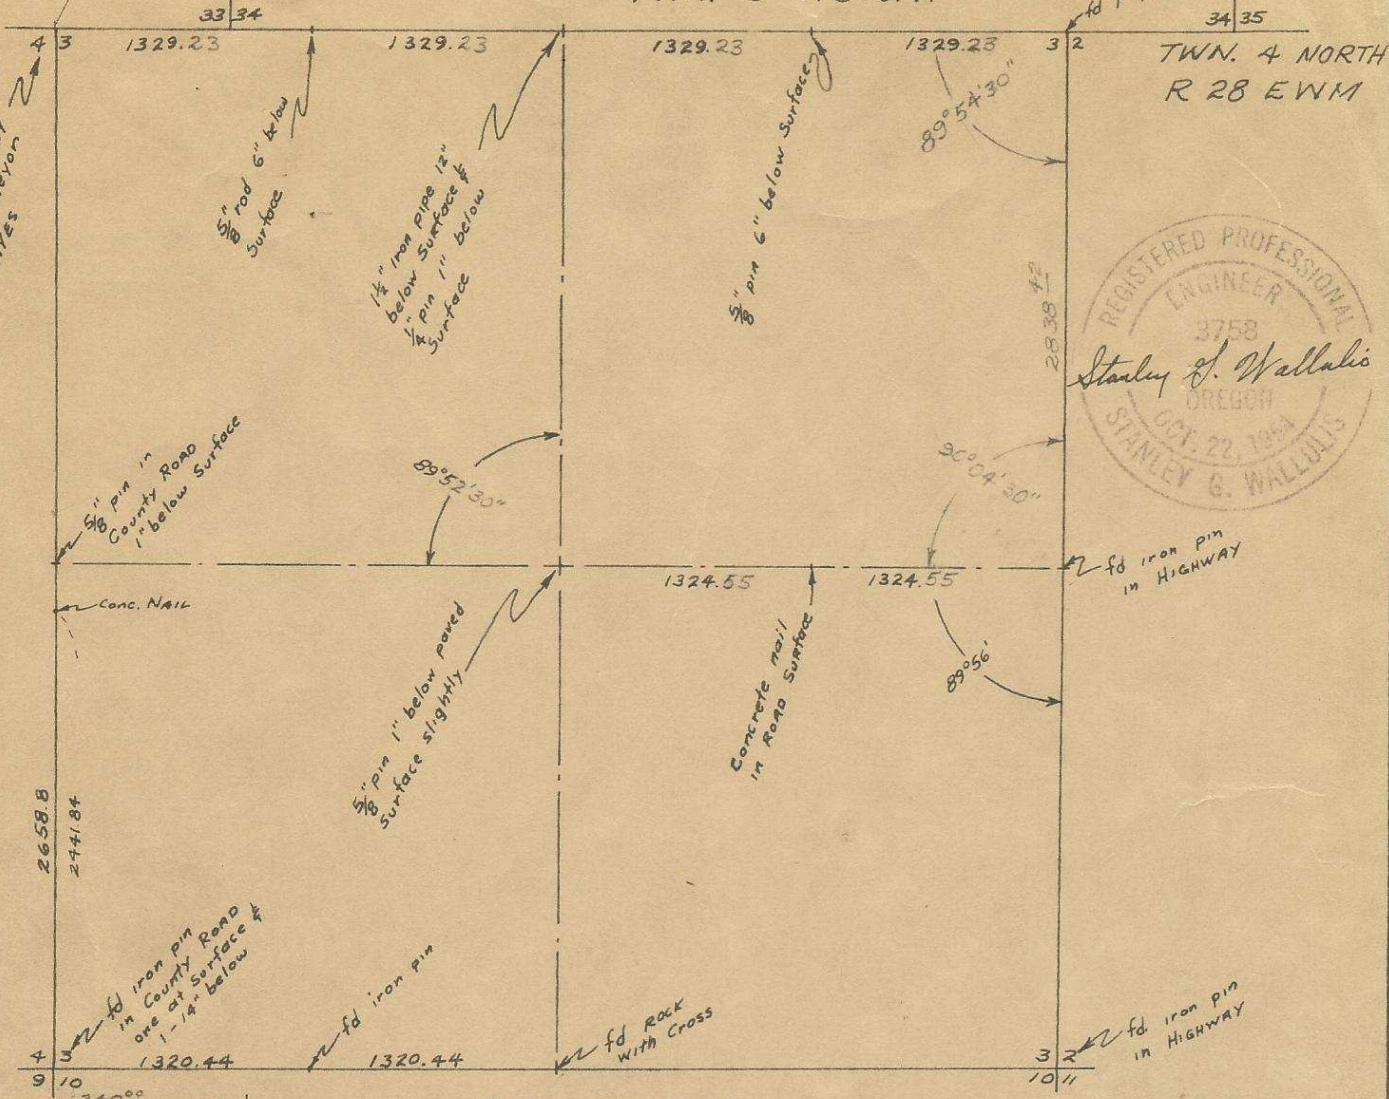 33 34
34 35
4 3
1329.23
1329.23
1329.23
1329.23
3 2
TWN. 4 NORTH
R 28 EWM
5/8" rod 6" below
Surface
1½" iron pipe 12"
below Surface &
¼" pin 1" below
Surface
5/8" pin 6" below Surface
89°54'30"
2838 42
REGISTERED PROFESSIONAL
ENGINEER
3758
Stanley G. Wallulis
OREGON
OCT. 22, 1954
STANLEY G. WALLULIS
5/8" pin in
County ROAD
1" below Surface
89°52'30"
90°04'30"
fd iron pin
in HIGHWAY
1324.55
1324.55
Conc. NAIL
5/8" pin 1" below paved
Surface slightly
Concrete nail
in ROAD SURFACE
89°56'
2658.8
2441.84
fd iron pin
in County ROAD
one at Surface &
1-14" below
fd iron pin
fd ROCK
with Cross
fd iron pin
in HIGHWAY
4 3
1320.44
1320.44
3 2
9 10
10 11